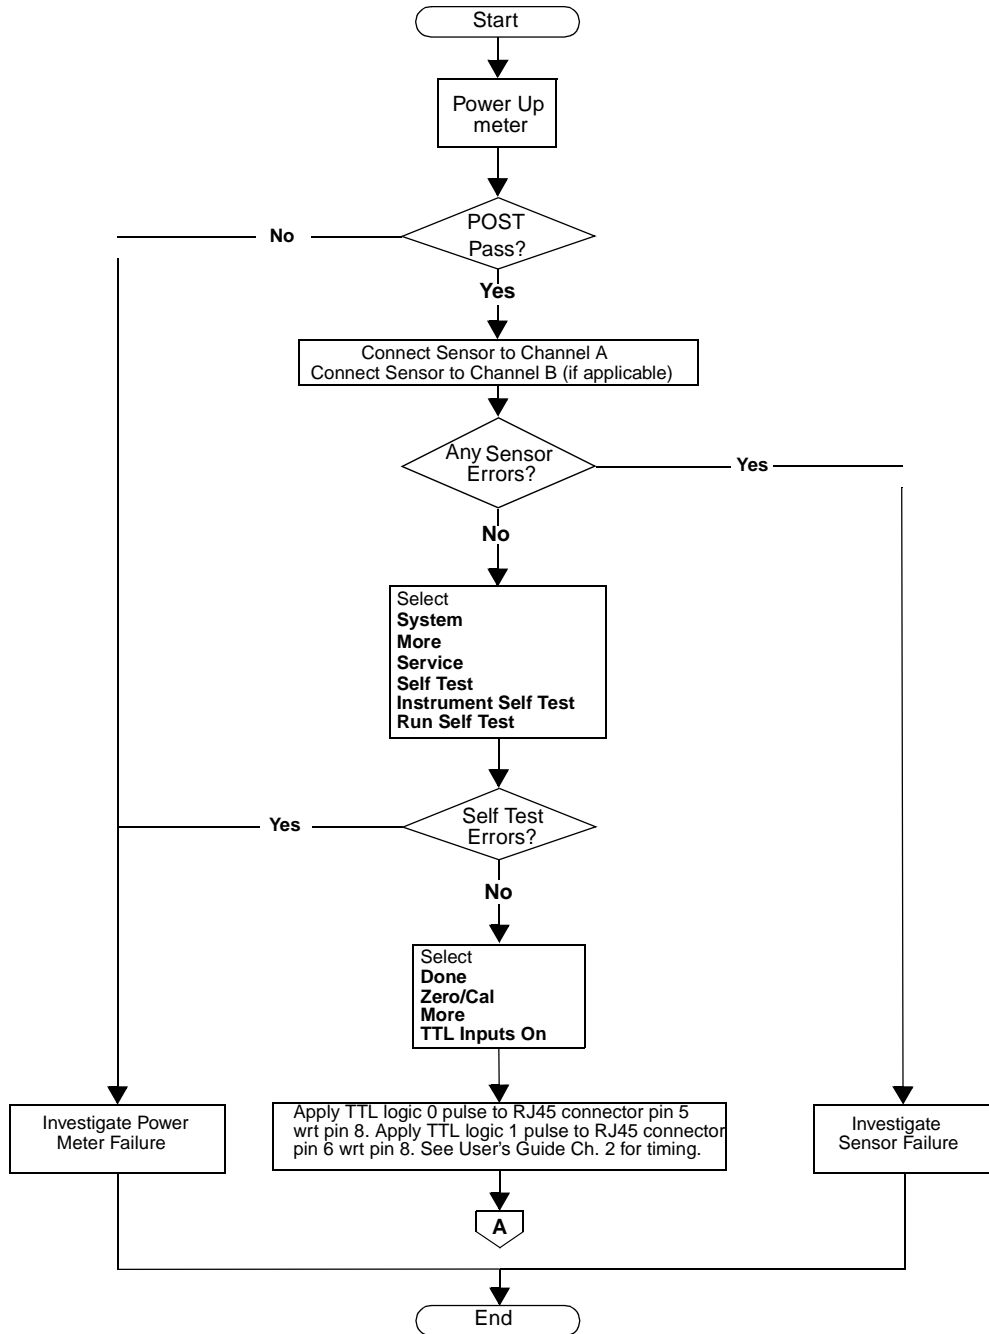 Start
Power Up
meter
POST
Pass?
No
Yes
Connect Sensor to Channel A
Connect Sensor to Channel B (if applicable)
Any Sensor
Errors?
Yes
No
Select
System
More
Service
Self Test
Instrument Self Test
Run Self Test
Self Test
Errors?
Yes
No
Select
Done
Zero/Cal
More
TTL Inputs On
Investigate Power
Meter Failure
Apply TTL logic 0 pulse to RJ45 connector pin 5
wrt pin 8. Apply TTL logic 1 pulse to RJ45 connector
pin 6 wrt pin 8. See User's Guide Ch. 2 for timing.
Investigate
Sensor Failure
A
End